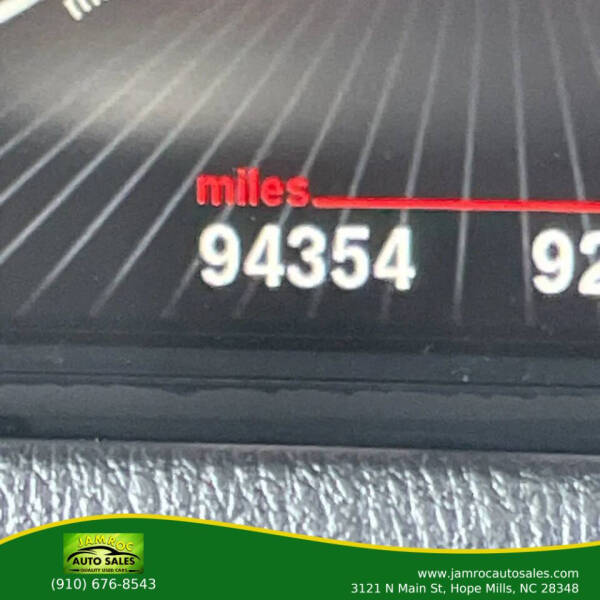 miles
94354 92
JAMROC
AUTO SALES
QUALITY USED CARS
(910) 676-8543
www.jamrocautosales.com
3121 N Main St, Hope Mills, NC 28348